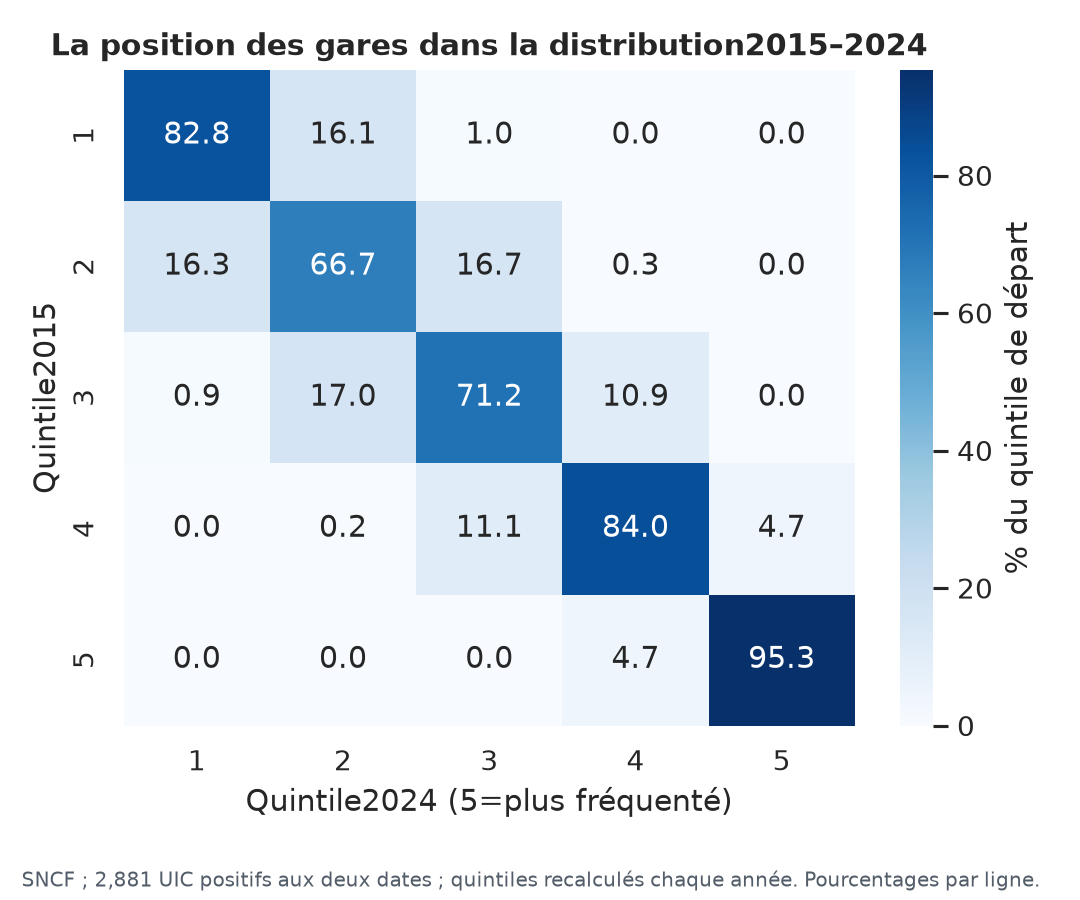 La position des gares dans la distribution2015–2024
1 82.8 16.1 1.0 0.0 0.0
2 16.3 66.7 16.7 0.3 0.0
3 0.9 17.0 71.2 10.9 0.0
4 0.0 0.2 11.1 84.0 4.7
5 0.0 0.0 0.0 4.7 95.3
Quintile2015
1 2 3 4 5
Quintile2024 (5=plus fréquenté)
80
60
40
20
0
% du quintile de départ
SNCF ; 2,881 UIC positifs aux deux dates ; quintiles recalculés chaque année. Pourcentages par ligne.